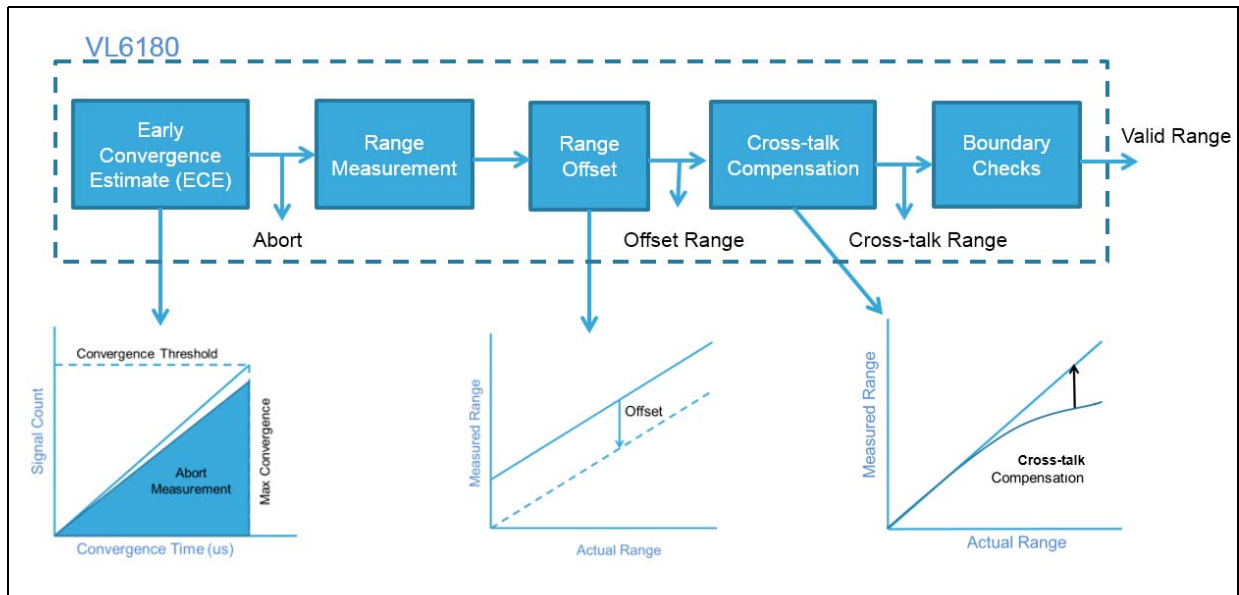 VL6180
Early
Convergence
Estimate (ECE)
Range
Measurement
Range
Offset
Cross-talk
Compensation
Boundary
Checks
Valid Range
Abort
Offset Range
Cross-talk Range
Convergence Threshold
Signal Count
Abort
Measurement
Max Convergence
Convergence Time (us)
Measured Range
Offset
Actual Range
Measured Range
Cross-talk
Compensation
Actual Range